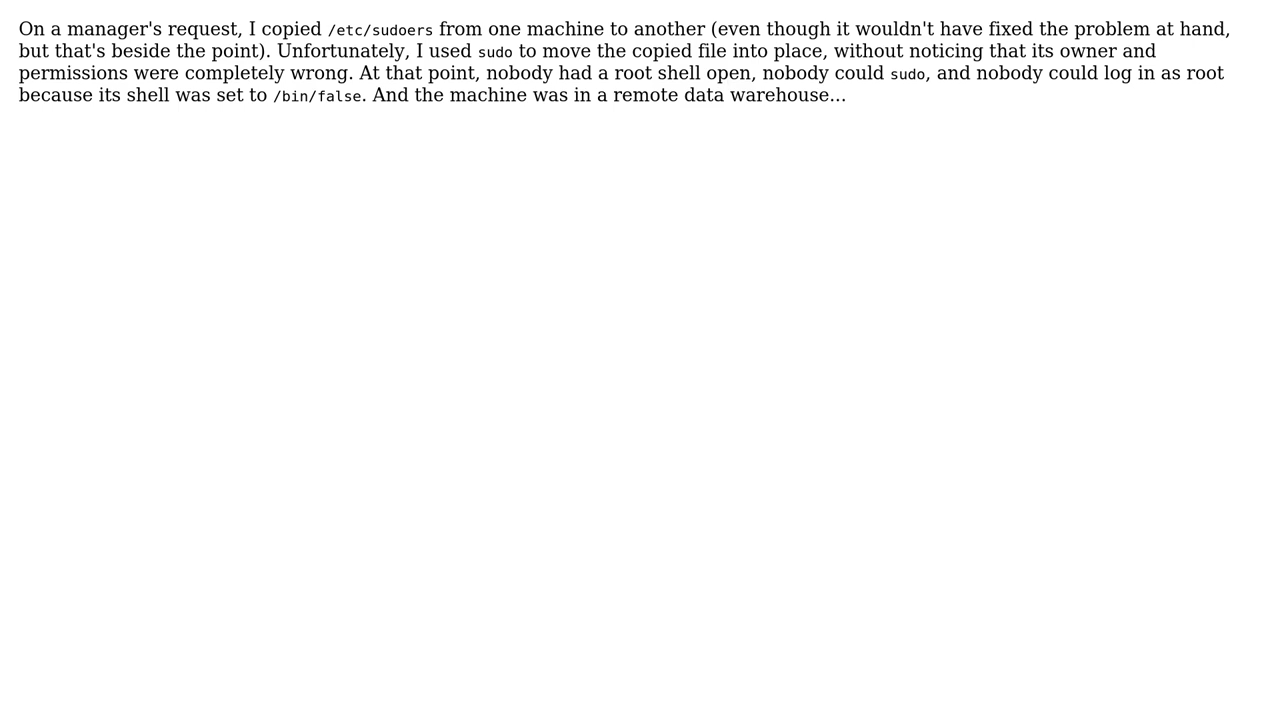 On a manager's request, I copied /etc/sudoers from one machine to another (even though it wouldn't have fixed the problem at hand,
but that's beside the point). Unfortunately, I used sudo to move the copied file into place, without noticing that its owner and
permissions were completely wrong. At that point, nobody had a root shell open, nobody could sudo, and nobody could log in as root
because its shell was set to /bin/false. And the machine was in a remote data warehouse...